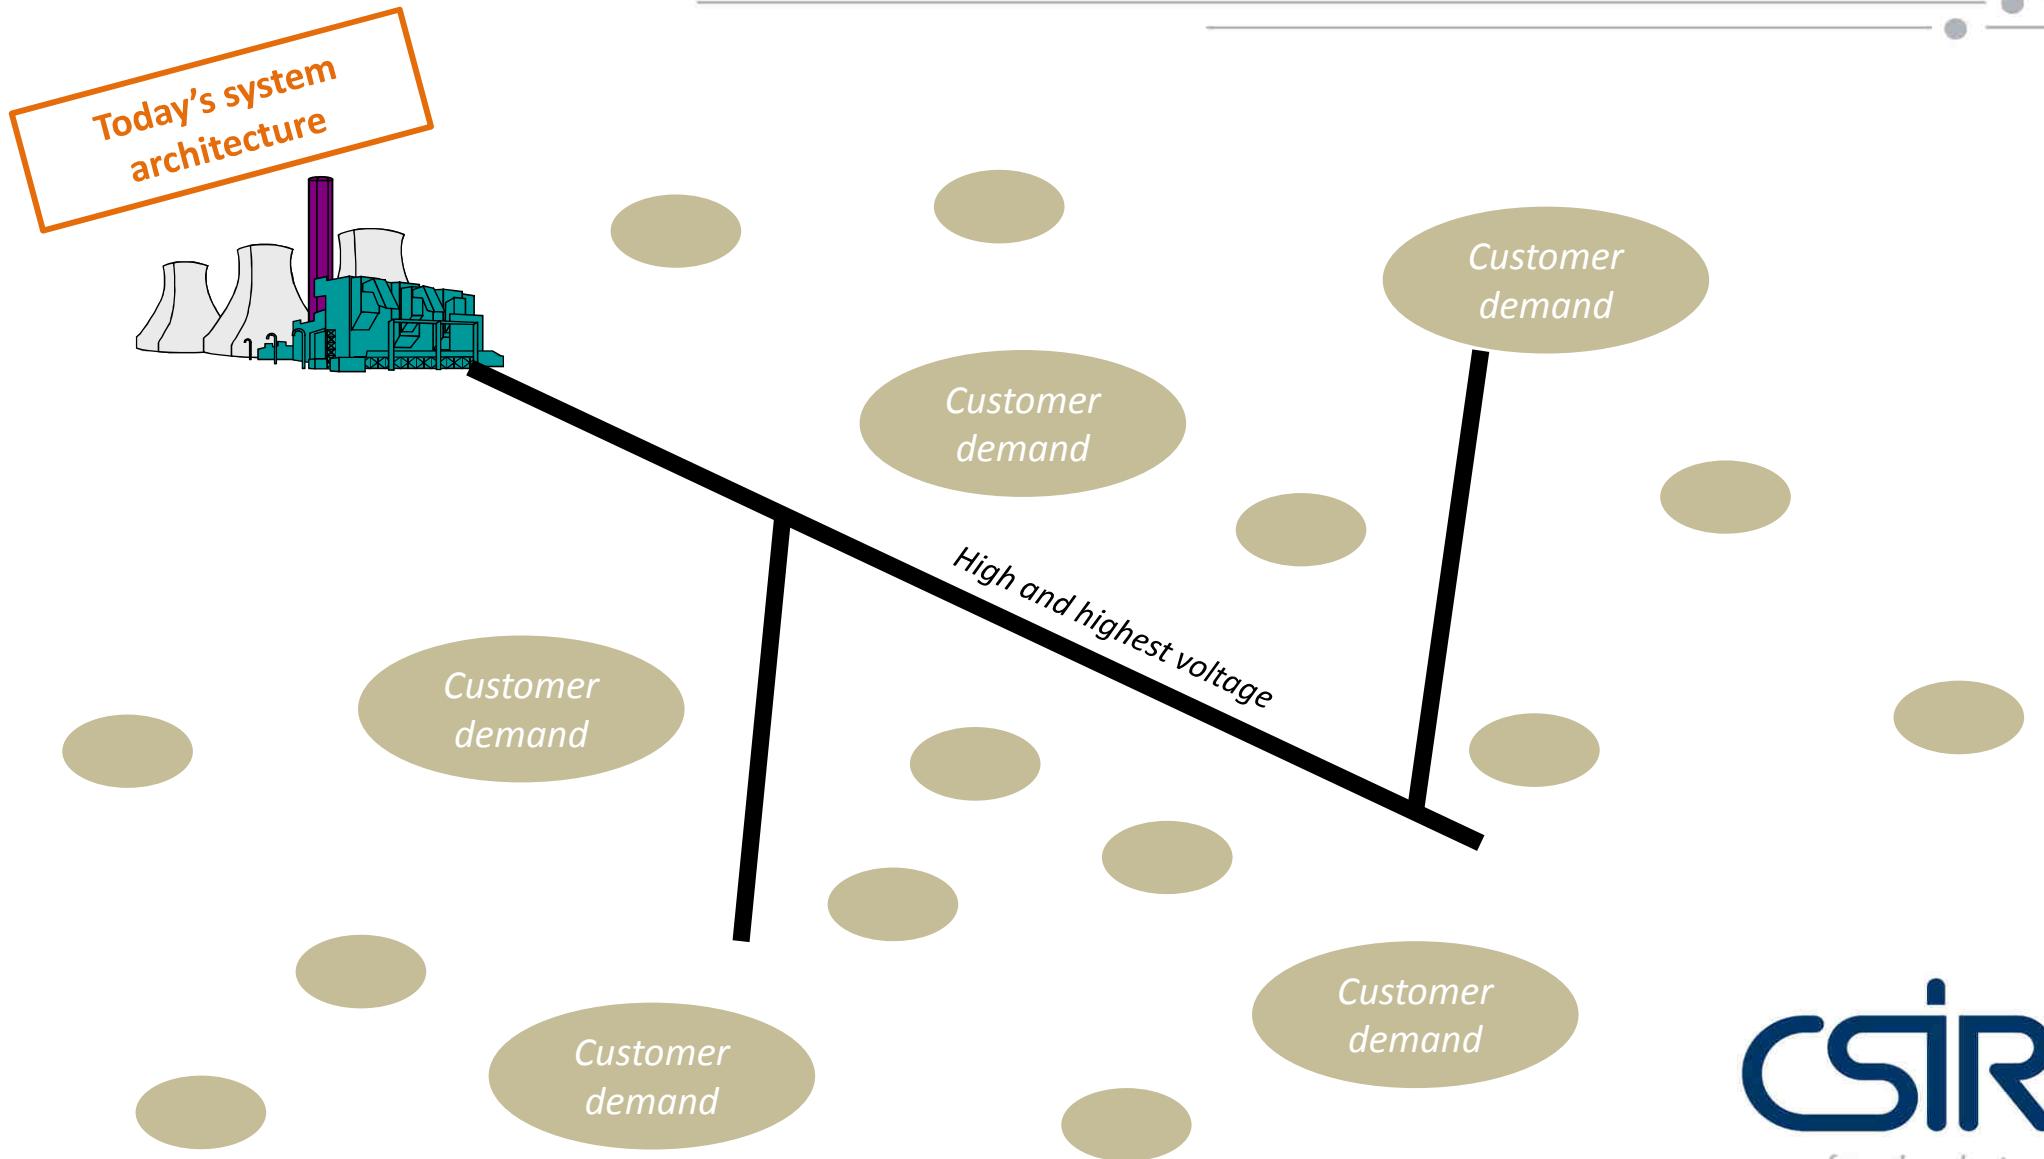 Today's system
architecture
Customer
demand
Customer
demand
High and highest voltage
Customer
demand
Customer
demand
Customer
demand
CSIR